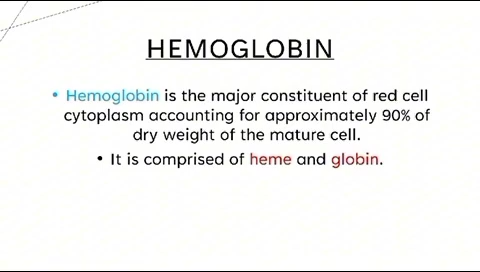 HEMOGLOBIN
• Hemoglobin is the major constituent of red cell
cytoplasm accounting for approximately 90% of
dry weight of the mature cell.
• It is comprised of heme and globin.